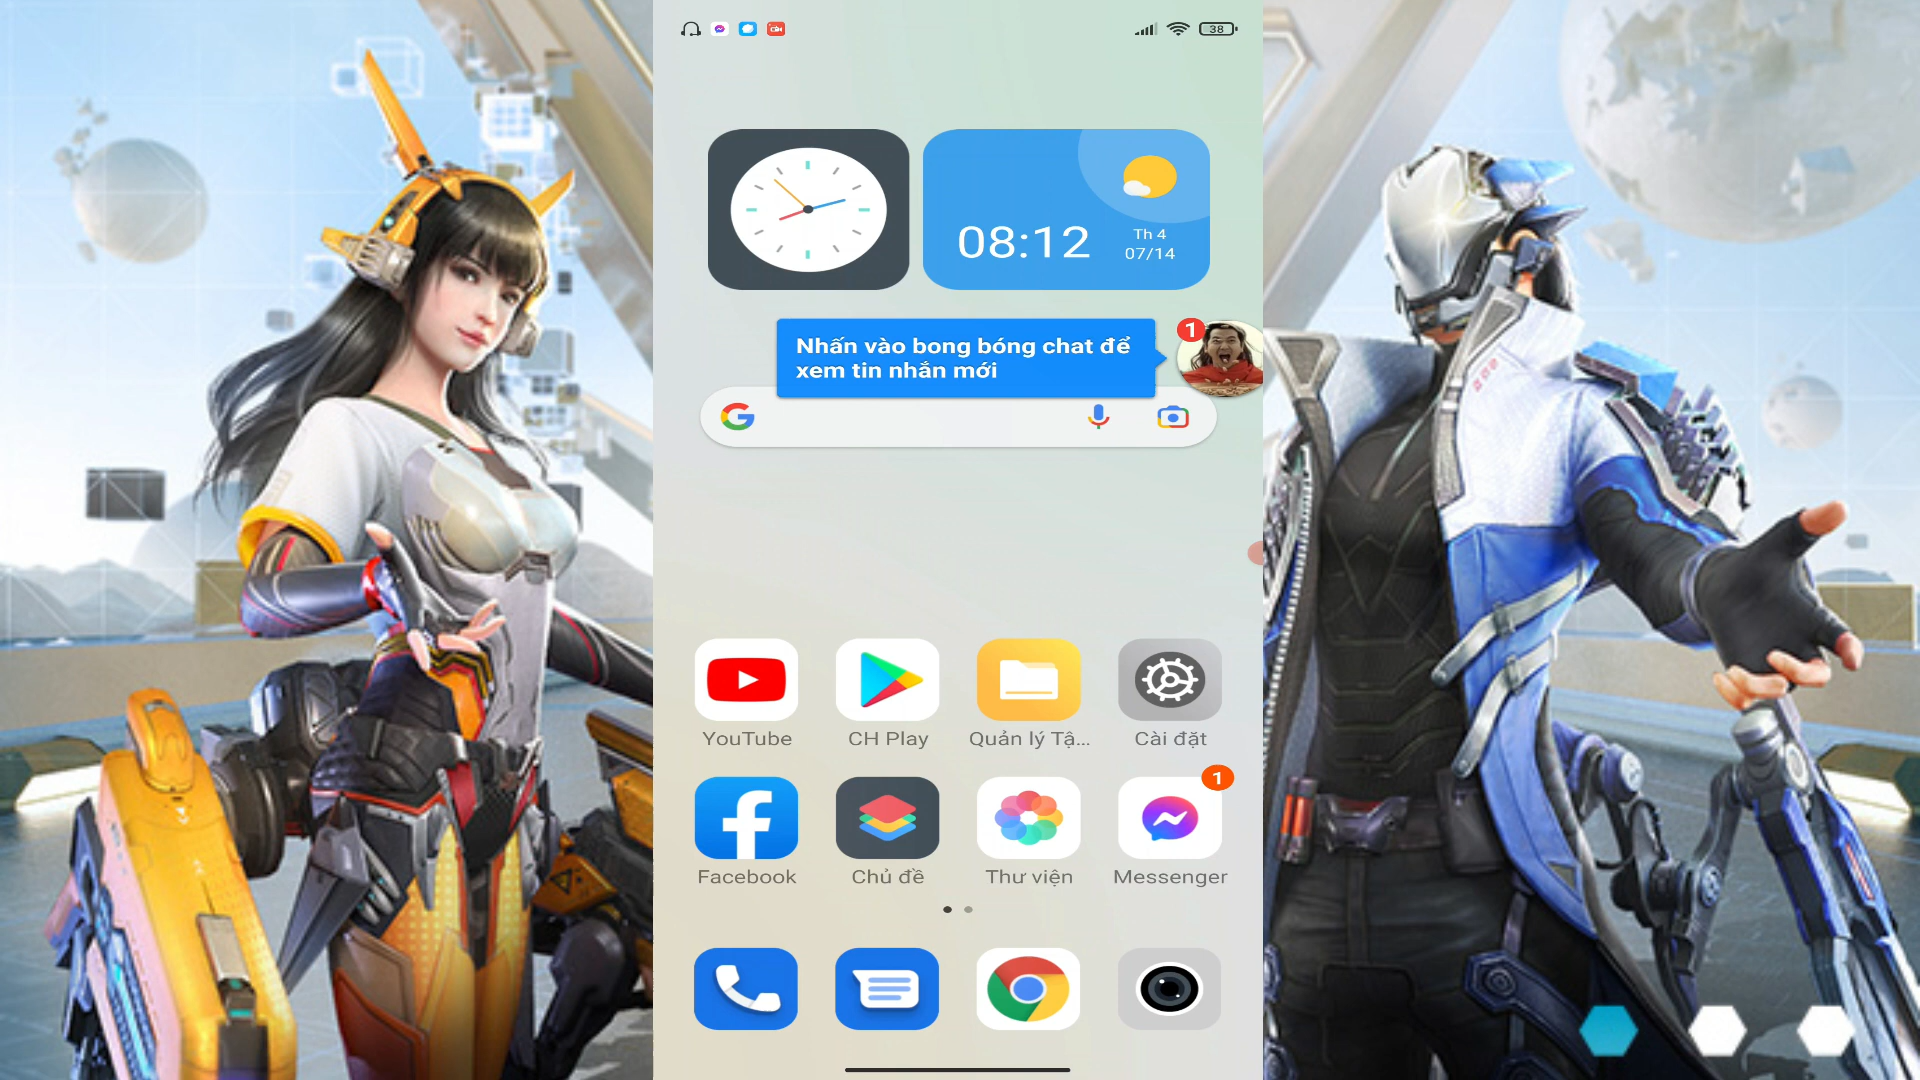 38
08:12
Th 4
07/14
1
Nhấn vào bong bóng chat để
xem tin nhắn mới
YouTube
CH Play
Quản lý Tậ...
Cài đặt
1
Facebook
Chủ đề
Thư viện
Messenger